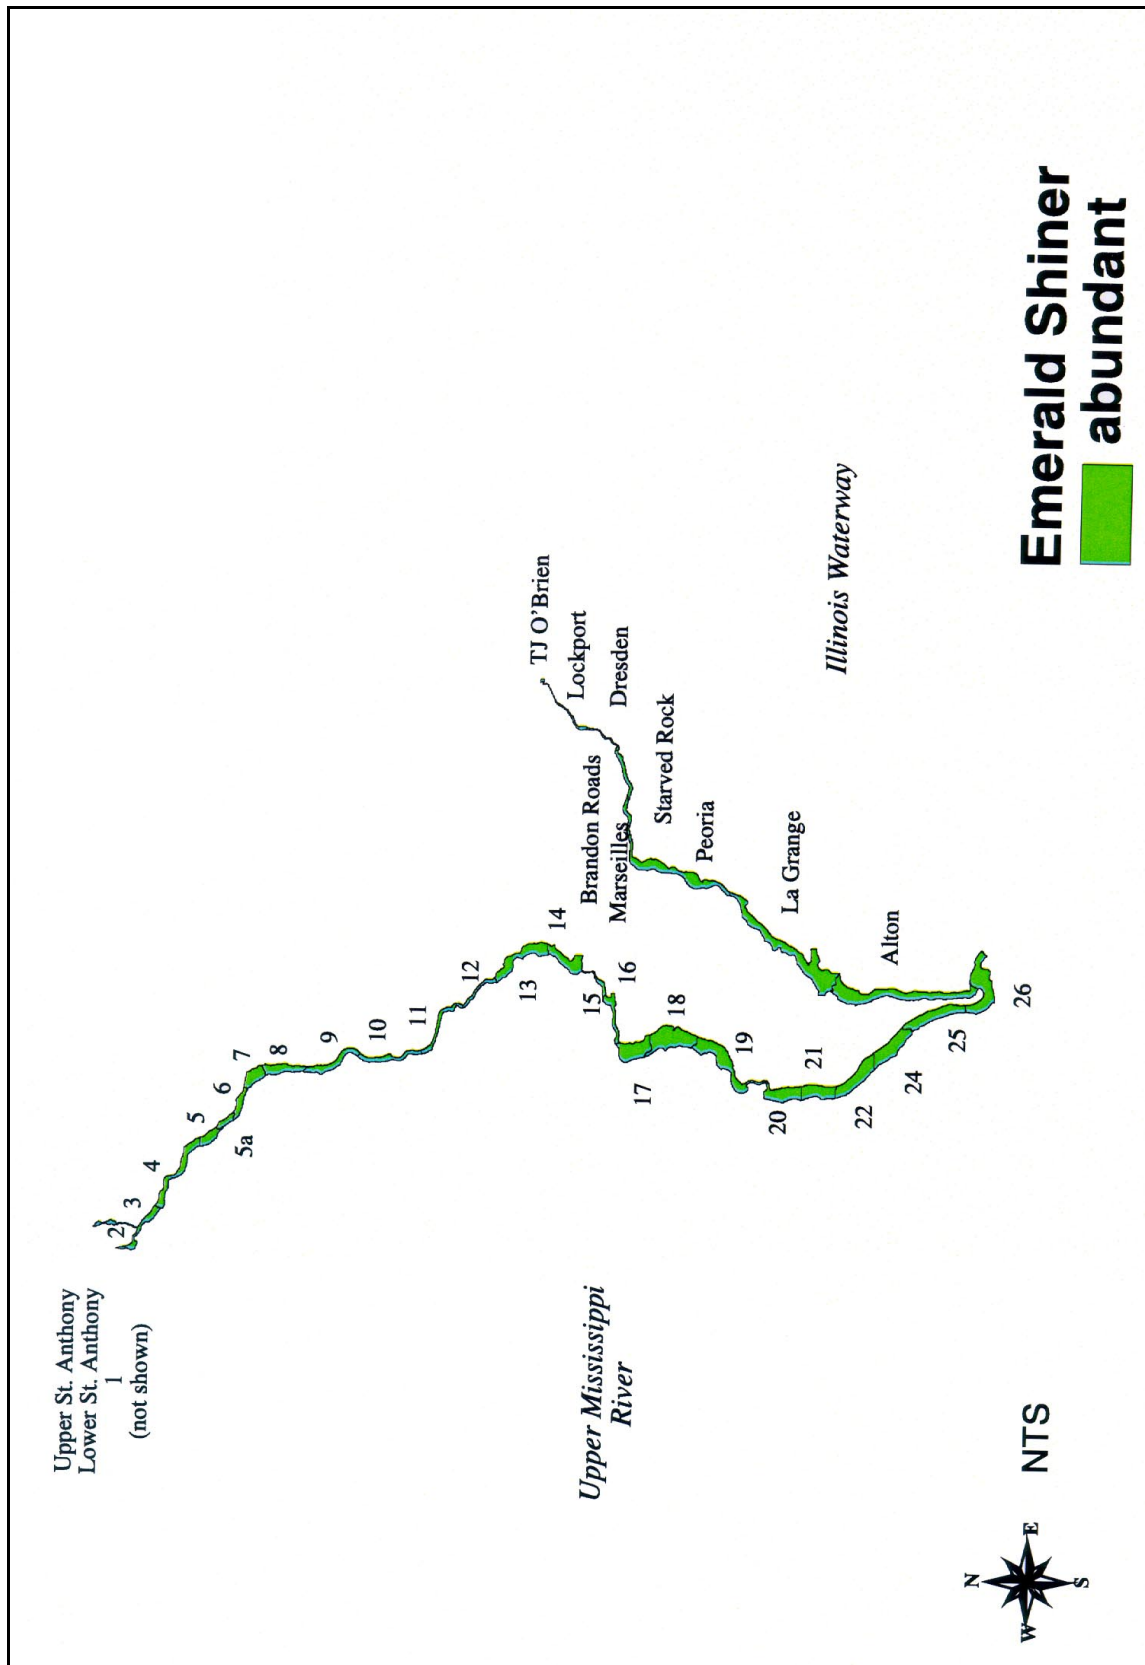 Upper St. Anthony
Lower St. Anthony
1
(not shown)
2
3
4
5
5a
6
7
8
9
10
11
12
13
14
15
16
17
18
19
20
21
22
24
25
26
Upper Mississippi
River
TJ O'Brien
Lockport
Brandon Roads
Dresden
Marseilles
Starved Rock
Peoria
La Grange
Alton
Illinois Waterway
N
W
E
S
NTS
Emerald Shiner
abundant